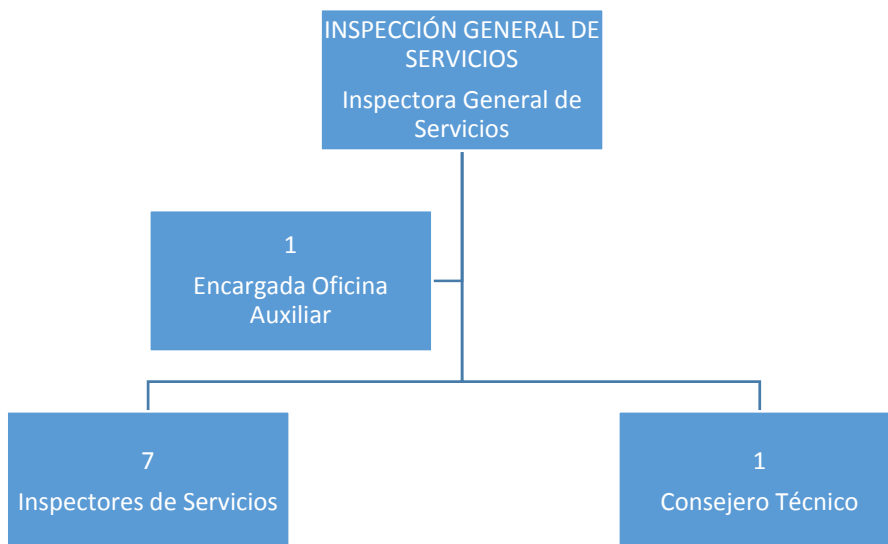 INSPECCIÓN GENERAL DE
SERVICIOS
Inspectora General de
Servicios
1
Encargada Oficina
Auxiliar
7
Inspectores de Servicios
1
Consejero Técnico